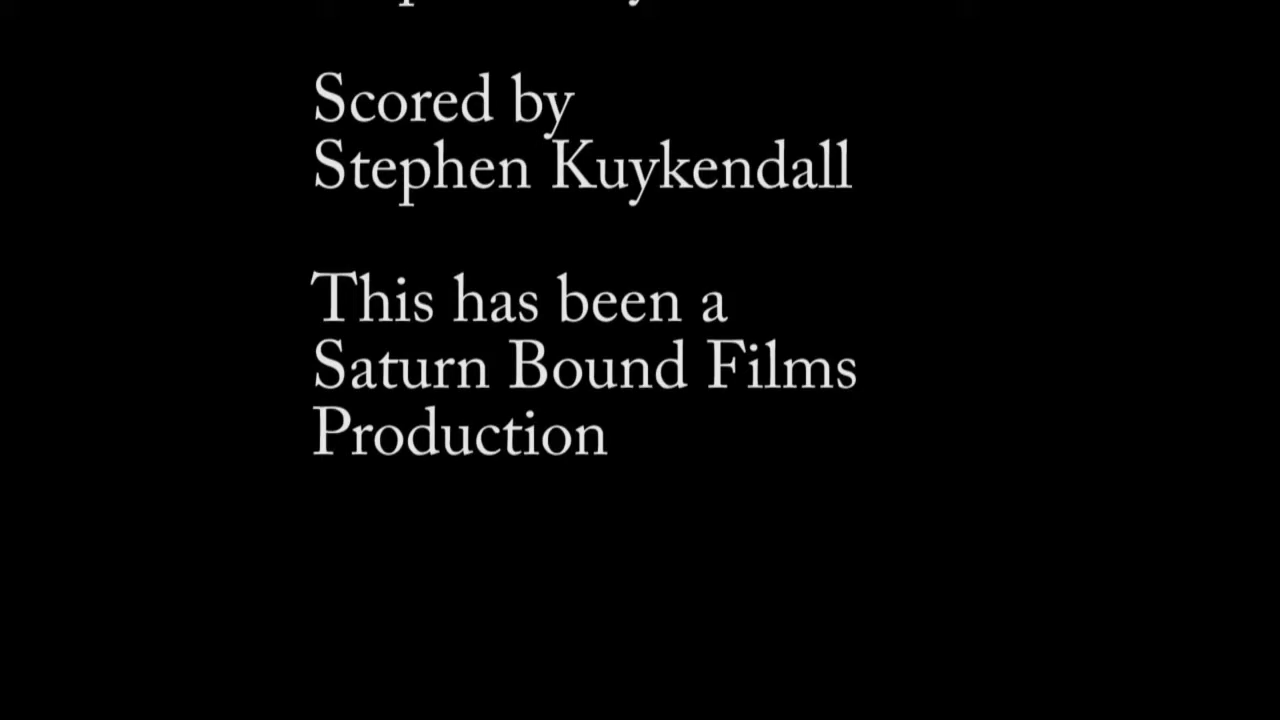 Scored by
Stephen Kuykendall
This has been a
Saturn Bound Films
Production